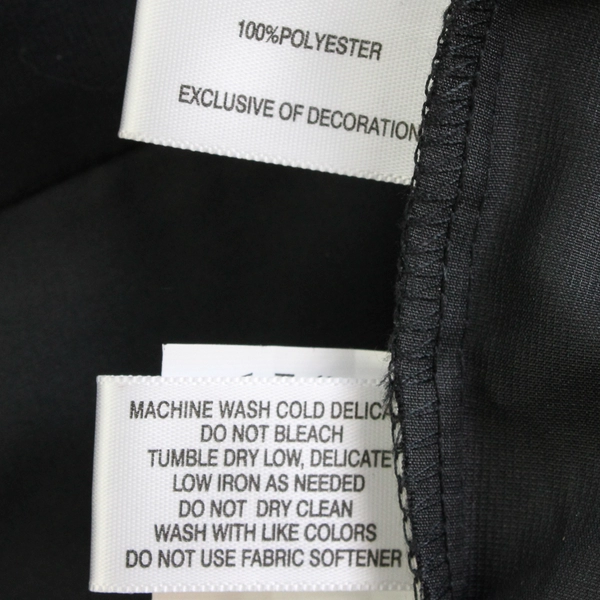 100%POLYESTER
EXCLUSIVE OF DECORATION
MACHINE WASH COLD
DO NOT BLEACH
TUMBLE DRY LOW, DELICATE
LOW IRON AS NEEDED
DO NOT DRY CLEAN
WASH WITH LIKE COLORS
DO NOT USE FABRIC SOFTENER